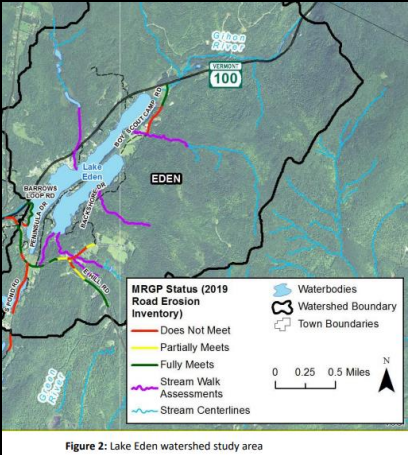 Gihon
River
VERMONT
100
BOY SCOUT CAMP RD
Lake
Eden
EDEN
BARROWS
LOOP RD
PENINSULA DR
BACKSHORE DR
E HILL RD
S POND RD
Green
River
MRGP Status (2019
Road Erosion
Inventory)
Does Not Meet
Partially Meets
Fully Meets
Stream Walk
Assessments
Stream Centerlines
Waterbodies
Watershed Boundary
Town Boundaries
N
0 0.25 0.5 Miles
Figure 2: Lake Eden watershed study area